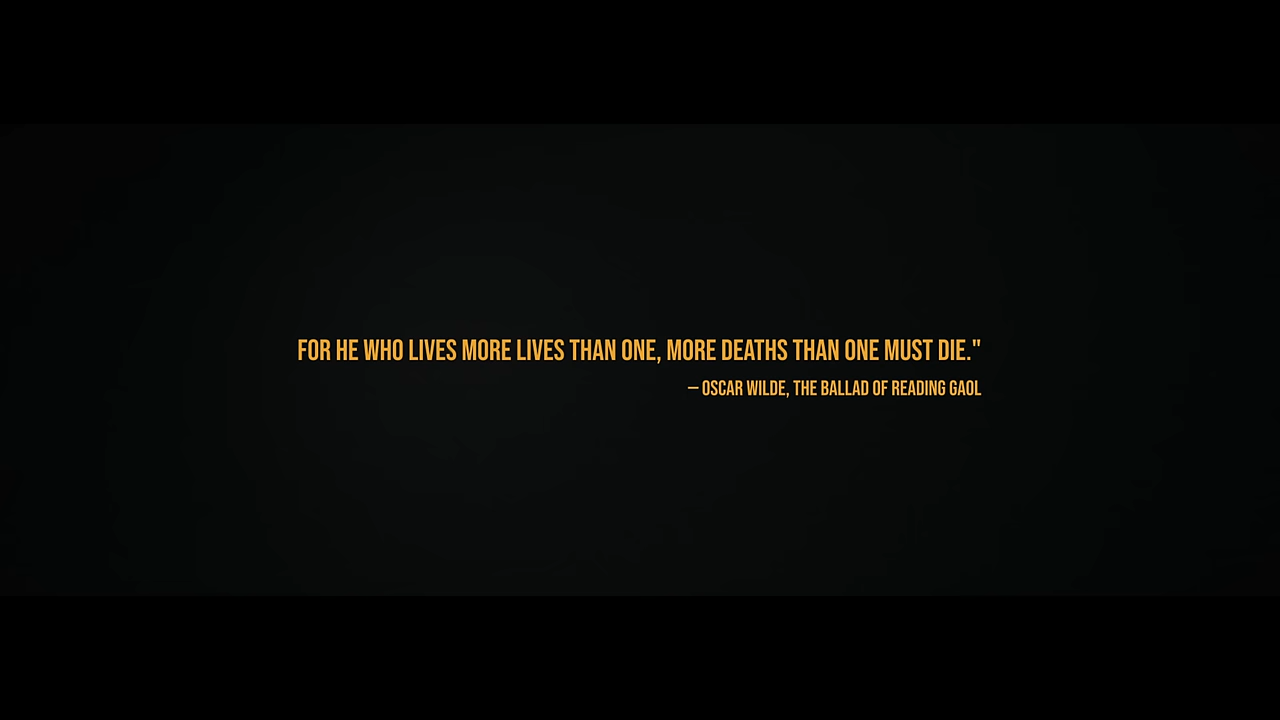 FOR HE WHO LIVES MORE LIVES THAN ONE, MORE DEATHS THAN ONE MUST DIE."
– OSCAR WILDE, THE BALLAD OF READING GAOL